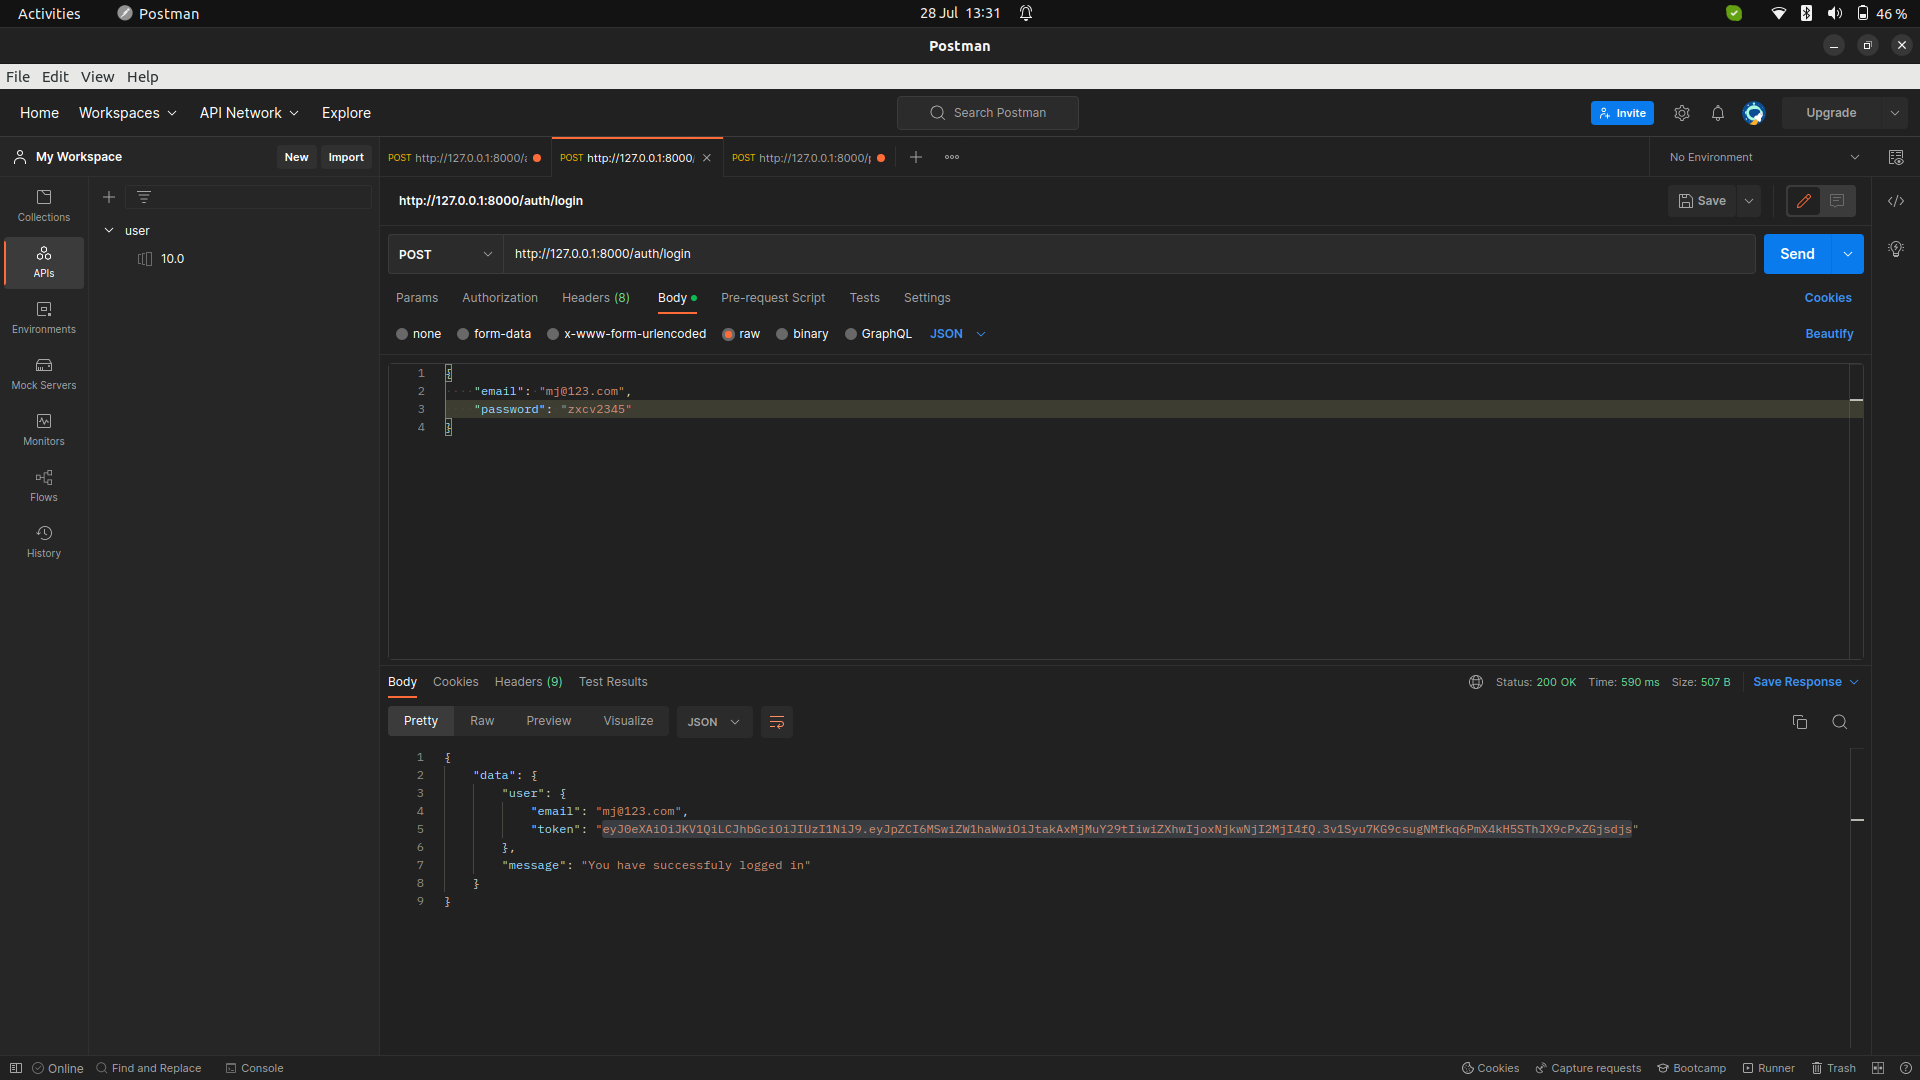 Activities Postman 28 Jul 13:31 46 %
Postman
File Edit View Help
Home Workspaces API Network Explore Search Postman Invite Upgrade
My Workspace New Import POST http://127.0.0.1:8000/a POST http://127.0.0.1:8000/ POST http://127.0.0.1:8000/p No Environment
Collections
APIs
Environments
Mock Servers
Monitors
Flows
History
user
10.0
http://127.0.0.1:8000/auth/login Save
POST http://127.0.0.1:8000/auth/login Send
Params Authorization Headers (8) Body Pre-request Script Tests Settings Cookies
none form-data x-www-form-urlencoded raw binary GraphQL JSON Beautify
1 {
2 "email": "mj@123.com",
3 "password": "zxcv2345"
4 }
Body Cookies Headers (9) Test Results Status: 200 OK Time: 590 ms Size: 507 B Save Response
Pretty Raw Preview Visualize JSON
1 {
2 "data": {
3 "user": {
4 "email": "mj@123.com",
5 "token": "eyJ0eXAiOiJKV1QiLCJhbGciOiJIUzI1NiJ9.eyJpZCI6MSwiZW1haWwiOiJtakAxMjMuY29tIiwiZXhwIjoxNjkwNjI2MjI4fQ.3v1Syu7KG9csugNMfkq6PmX4kH5SThJX9cPxZGjsdjs"
6 },
7 "message": "You have successfuly logged in"
8 }
9 }
Online Find and Replace Console Cookies Capture requests Bootcamp Runner Trash